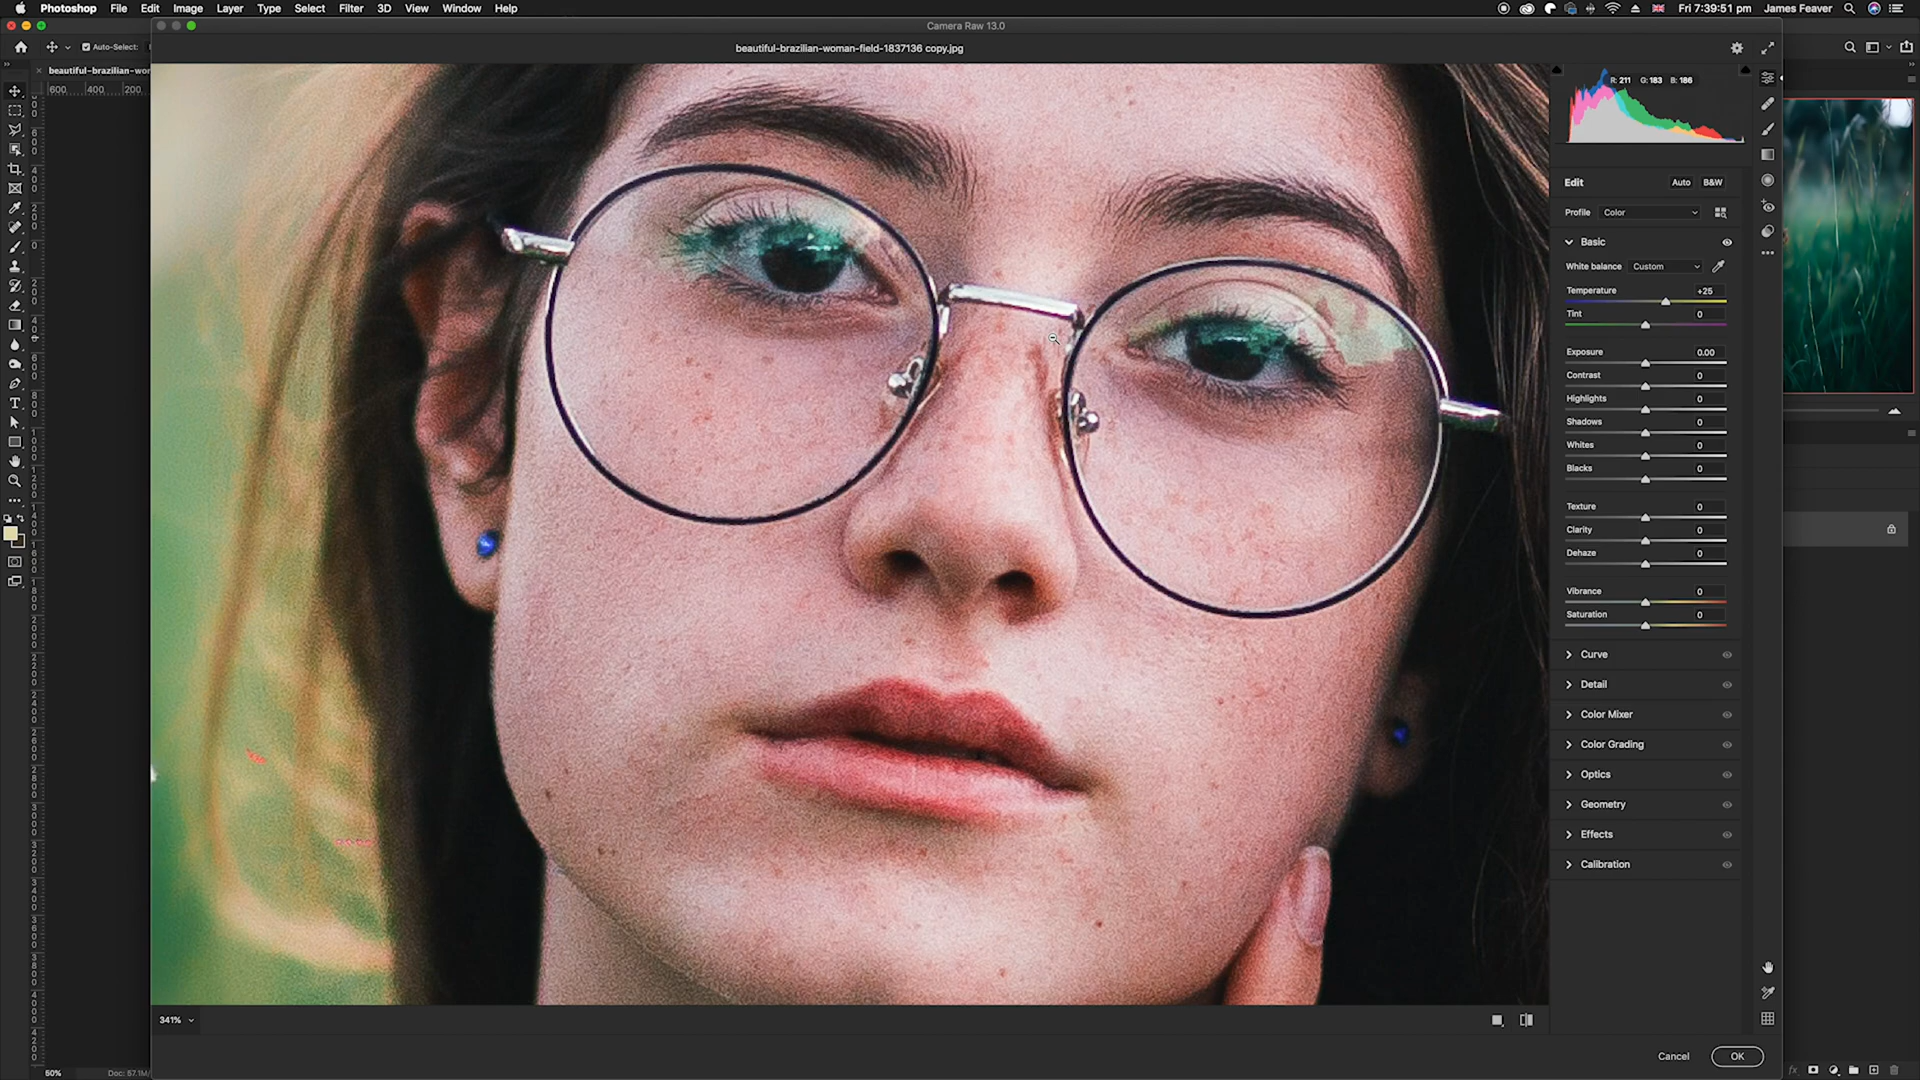 Photoshop File Edit Image Layer Type Select Filter 3D View Window Help
Fri 7:39:51 pm James Feaver
Camera Raw 13.0
Auto-Select:
beautiful-brazilian-woman-field-1837136 copy.jpg
beautiful-brazilian-wor
600 400 200
R: 211 G: 183 B: 186
Edit Auto B&W
Profile Color
Basic
White balance Custom
Temperature +25
Tint 0
Exposure 0.00
Contrast 0
Highlights 0
Shadows 0
Whites 0
Blacks 0
Texture 0
Clarity 0
Dehaze 0
Vibrance 0
Saturation 0
Curve
Detail
Color Mixer
Color Grading
Optics
Geometry
Effects
Calibration
341%
Cancel OK
50% Doc: 57.1M/